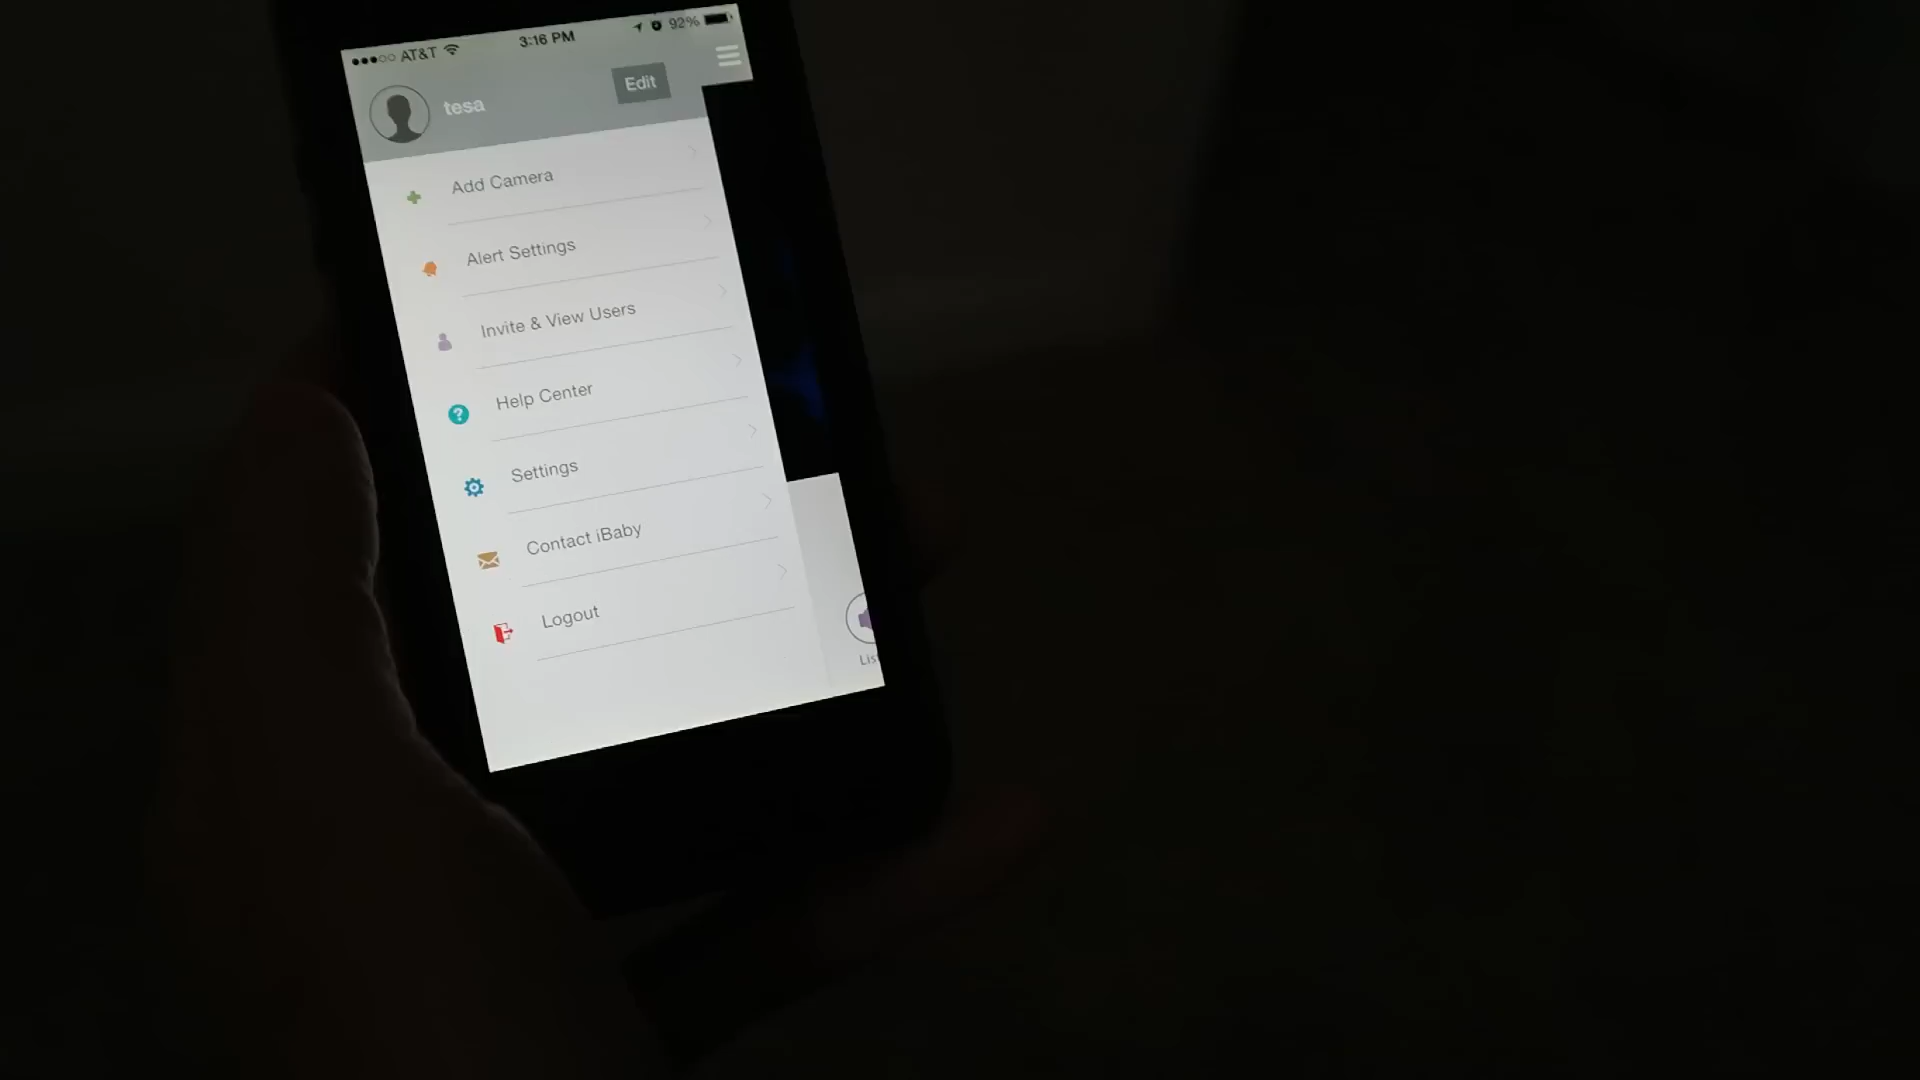 AT&T 3:16 PM 92%
tesa Edit
Add Camera
Alert Settings
Invite & View Users
Help Center
Settings
Contact iBaby
Logout
Lis